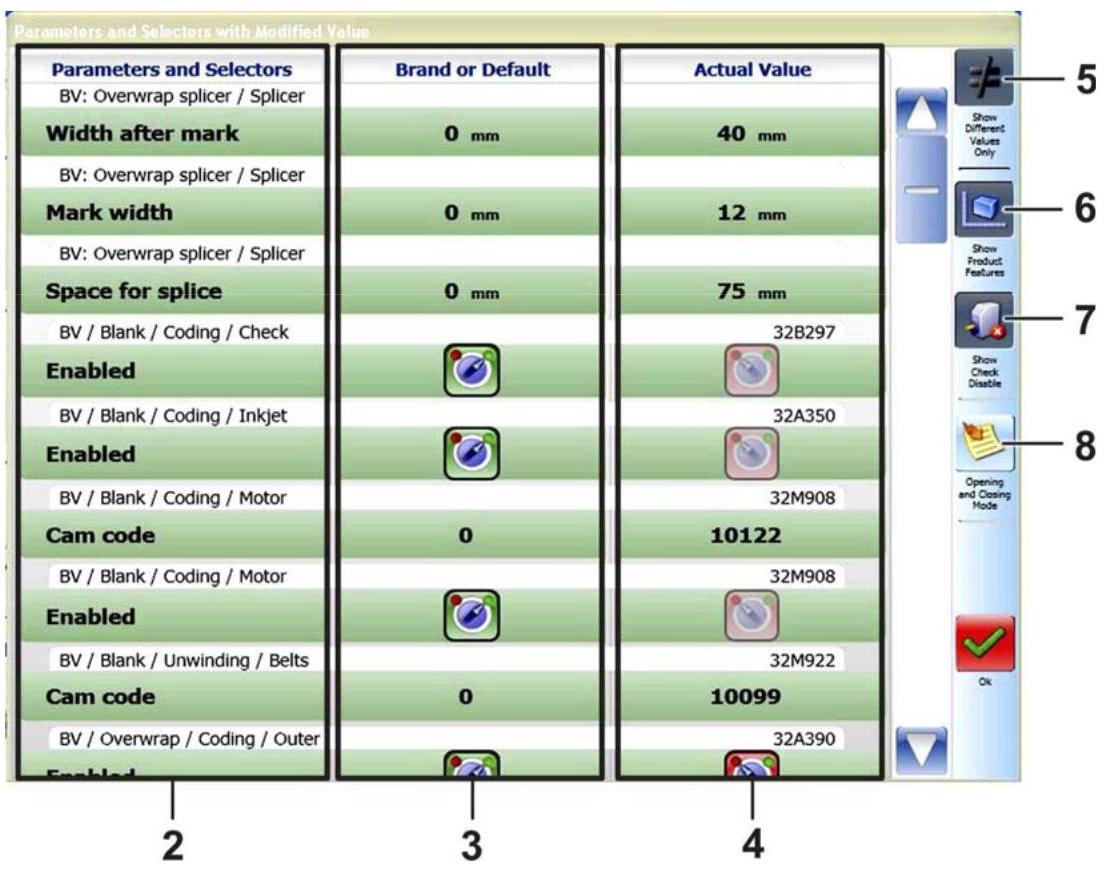 Parameters and Selectors with Modified Value
Parameters and Selectors Brand or Default Actual Value
BV: Overwrap splicer / Splicer
Width after mark 0 mm 40 mm
BV: Overwrap splicer / Splicer
Mark width 0 mm 12 mm
BV: Overwrap splicer / Splicer
Space for splice 0 mm 75 mm
BV / Blank / Coding / Check 32B297
Enabled
BV / Blank / Coding / Inkjet 32A350
Enabled
BV / Blank / Coding / Motor 32M908
Cam code 0 10122
BV / Blank / Coding / Motor 32M908
Enabled
BV / Blank / Unwinding / Belts 32M922
Cam code 0 10099
BV / Overwrap / Coding / Outer 32A390
Enabled
Show
Different
Values
Only
Show
Product
Features
Show
Check
Disable
Opening
and Closing
Mode
Ok
5
6
7
8
2 3 4